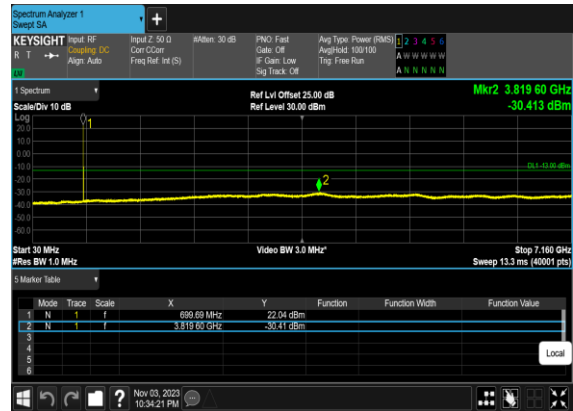 Spectrum Analyzer 1
Swept SA
+
KEYSIGHT
R T
LW
Input: RF
Coupling: DC
Align: Auto
Input Z: 50 Ω
Corr CCorr
Freq Ref: Int (S)
#Atten: 30 dB
PNO: Fast
Gate: Off
IF Gain: Low
Sig Track: Off
Avg Type: Power (RMS)
Avg|Hold: 100/100
Trig: Free Run
1 2 3 4 5 6
A W W W W W
A N N N N N
1 Spectrum
Scale/Div 10 dB
Ref Lvl Offset 25.00 dB
Ref Level 30.00 dBm
Mkr2 3.819 60 GHz
-30.413 dBm
Log
20.0
10.0
0.00
-10.0
-20.0
-30.0
-40.0
-50.0
-60.0
1
2
DL1 -13.00 dBm
Start 30 MHz
#Res BW 1.0 MHz
Video BW 3.0 MHz*
Stop 7.160 GHz
Sweep 13.3 ms (40001 pts)
5 Marker Table
Mode Trace Scale X Y Function Function Width Function Value
1 N 1 f 699.69 MHz 22.04 dBm
2 N 1 f 3.819 60 GHz -30.41 dBm
3
4
5
6
Local
?
Nov 03, 2023
10:34:21 PM